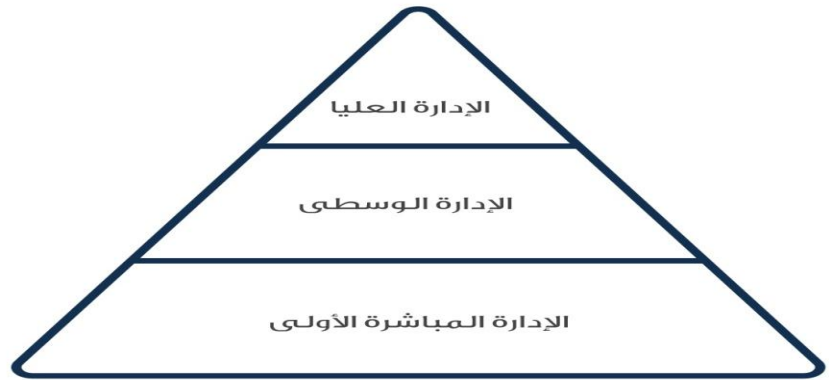 الإدارة العليا
الإدارة الوسطى
الإدارة المباشرة الأولى